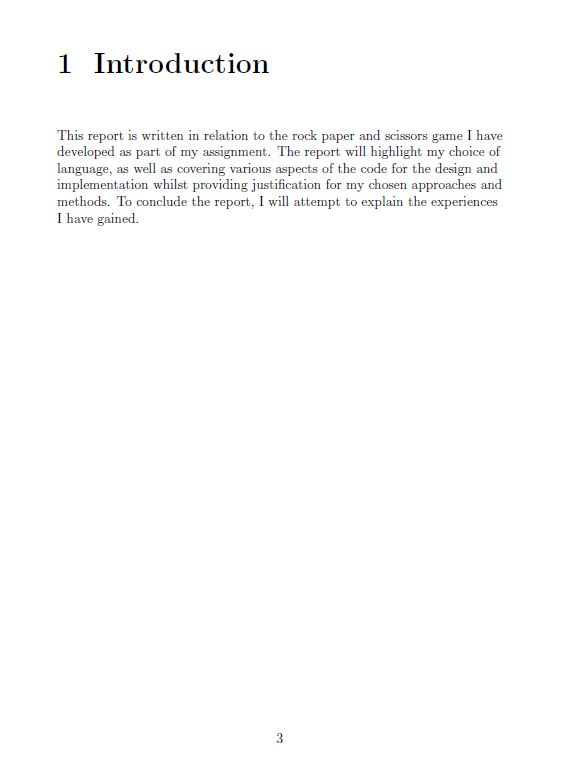 1 Introduction
This report is written in relation to the rock paper and scissors game I have
developed as part of my assignment. The report will highlight my choice of
language, as well as covering various aspects of the code for the design and
implementation whilst providing justification for my chosen approaches and
methods. To conclude the report, I will attempt to explain the experiences
I have gained.
3